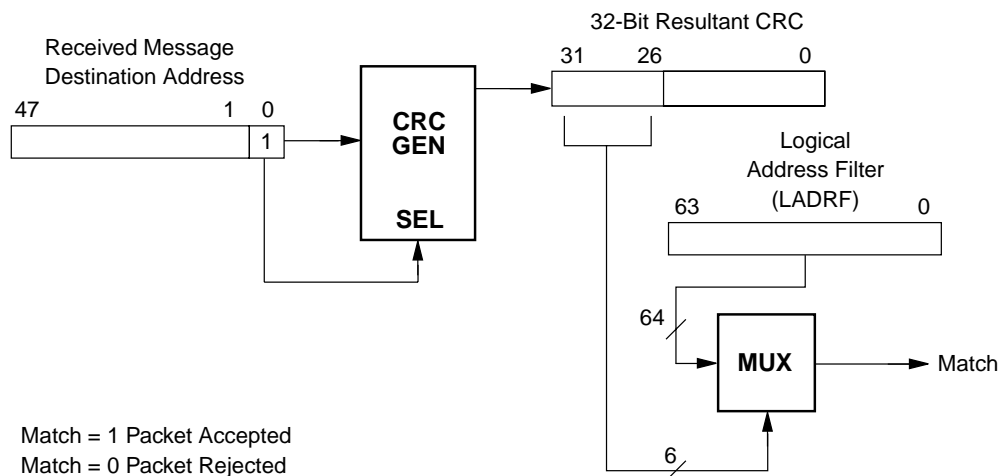 32-Bit Resultant CRC
Received Message
Destination Address
31 26 0
47 1 0
1
CRC
GEN
SEL
Logical
Address Filter
(LADRF)
63 0
64
MUX
Match
6
Match = 1 Packet Accepted
Match = 0 Packet Rejected